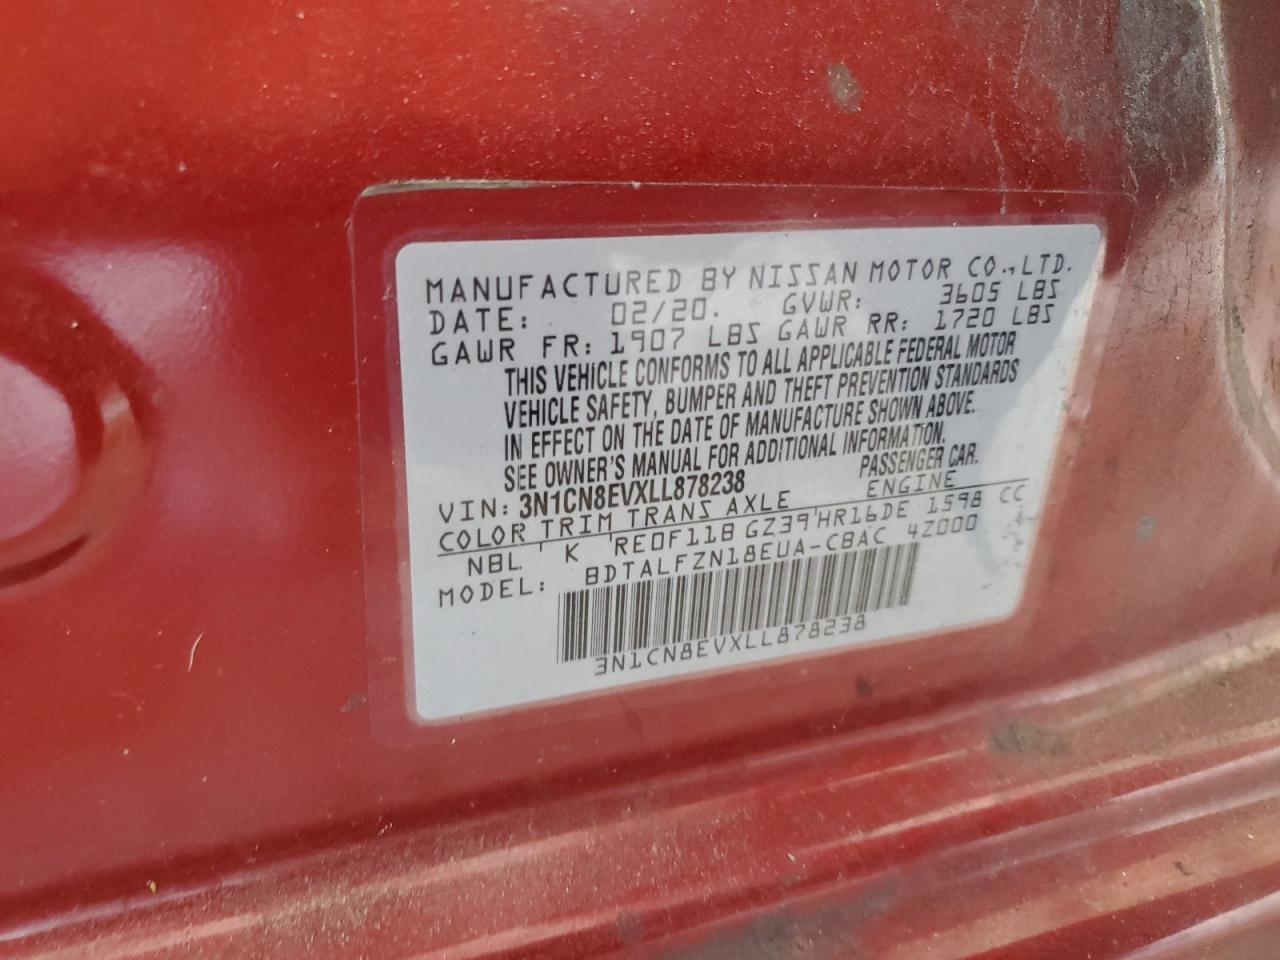 MANUFACTURED BY NISSAN MOTOR CO.,LTD.
DATE: 02/20. GVWR: 3605 LBS
GAWR FR: 1907 LBS GAWR RR: 1720 LBS
THIS VEHICLE CONFORMS TO ALL APPLICABLE FEDERAL MOTOR
VEHICLE SAFETY, BUMPER AND THEFT PREVENTION STANDARDS
IN EFFECT ON THE DATE OF MANUFACTURE SHOWN ABOVE.
SEE OWNER'S MANUAL FOR ADDITIONAL INFORMATION.
VIN: 3N1CN8EVXLL878238 PASSENGER CAR.
COLOR TRIM TRANS AXLE ENGINE
NBL ' K 'RE0F11B GZ39'HR16DE 1598 CC
MODEL: BDTALFZN18EUA-CBAC 4Z000
3N1CN8EVXLL878238